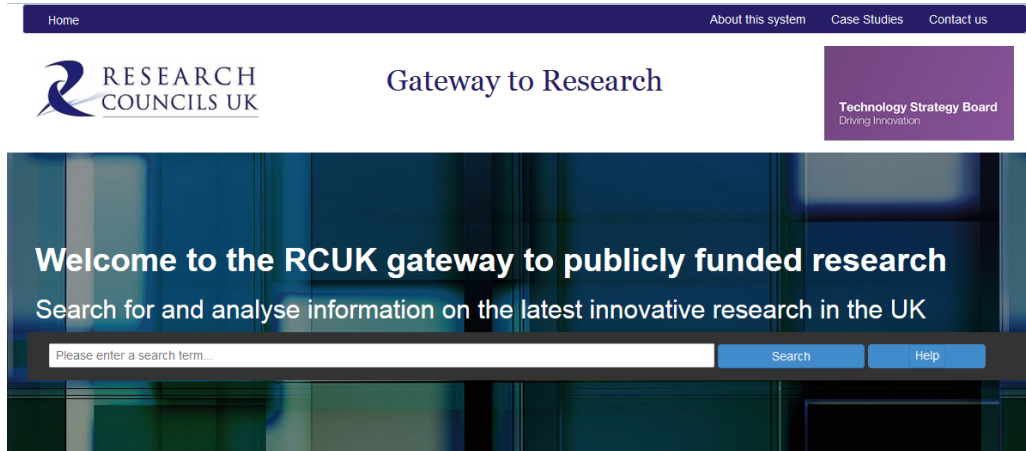 Home About this system Case Studies Contact us
RESEARCH
COUNCILS UK
Gateway to Research
Technology Strategy Board
Driving Innovation
Welcome to the RCUK gateway to publicly funded research
Search for and analyse information on the latest innovative research in the UK
Please enter a search term... Search Help